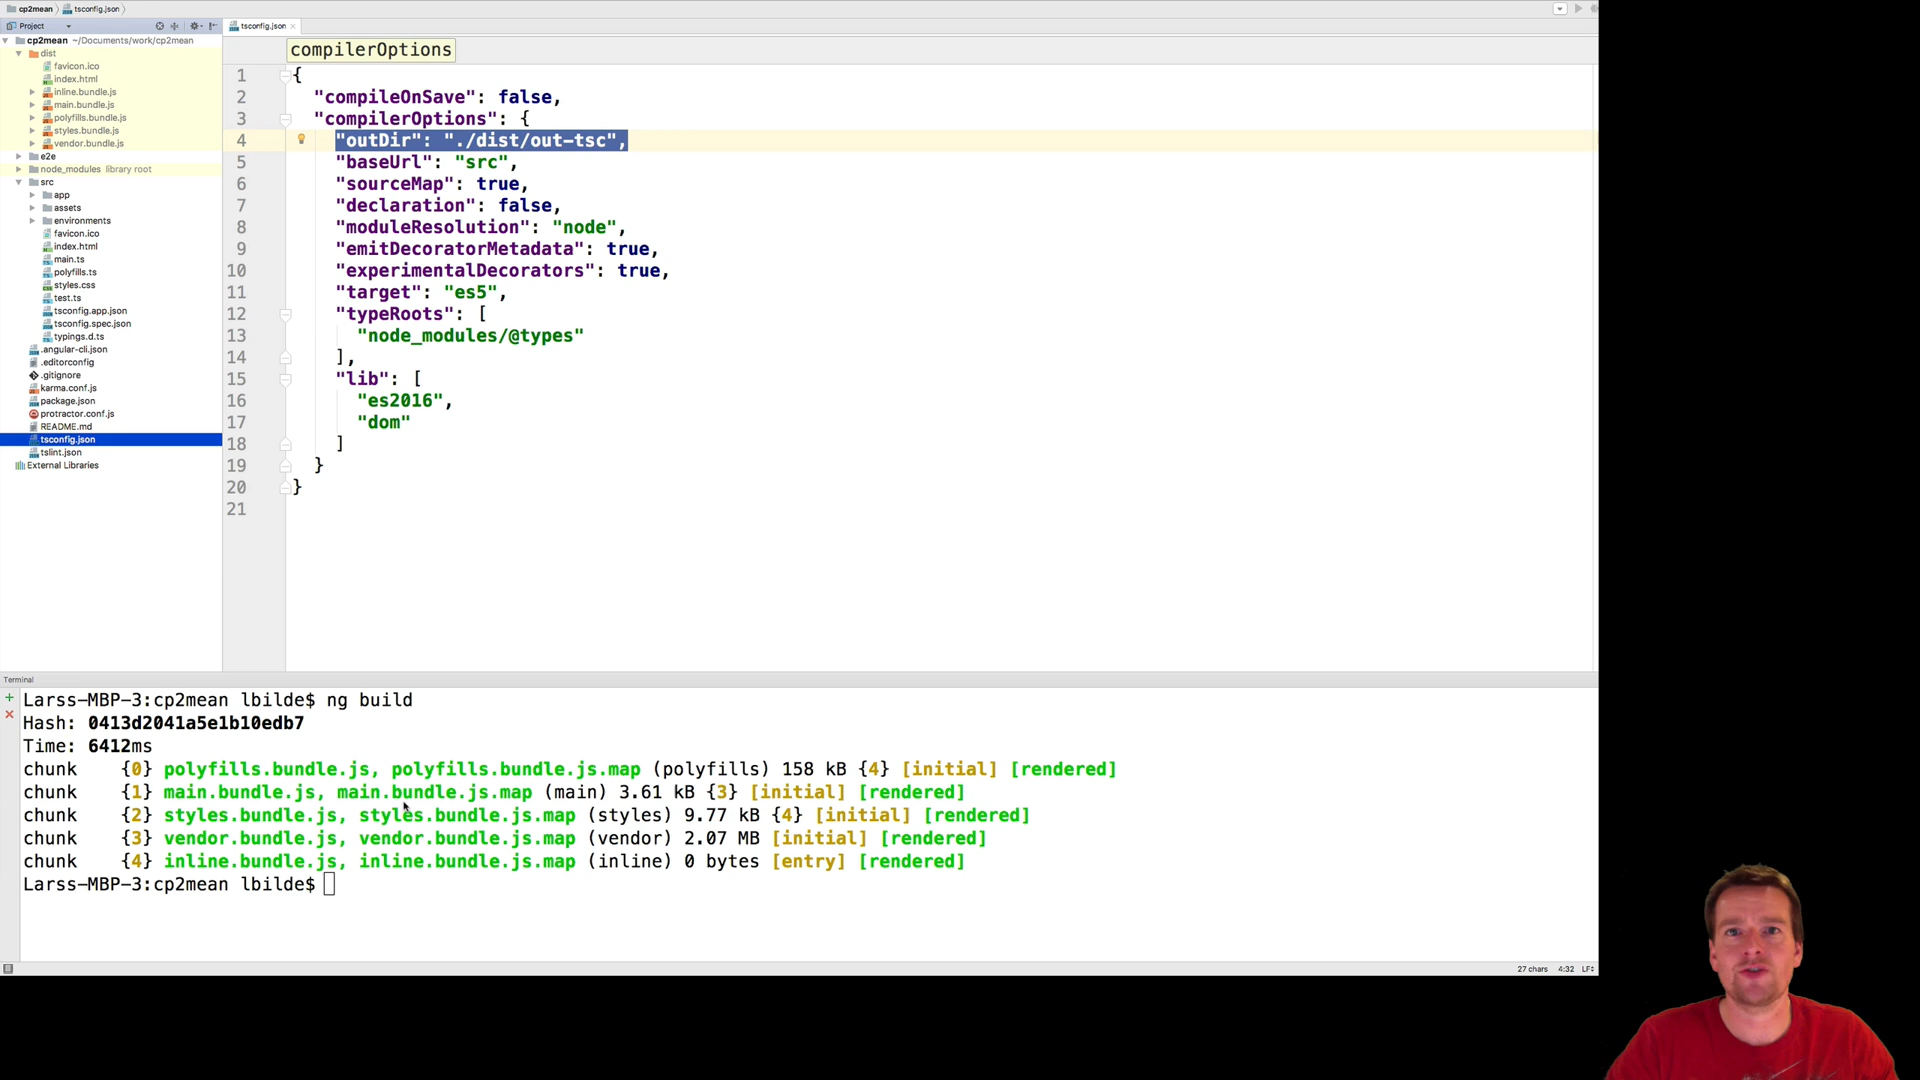 cp2mean
tsconfig.json
Project
tsconfig.json
cp2mean ~/Documents/work/cp2mean
dist
favicon.ico
index.html
inline.bundle.js
main.bundle.js
polyfills.bundle.js
styles.bundle.js
vendor.bundle.js
e2e
node_modules library root
src
app
assets
environments
favicon.ico
index.html
main.ts
polyfills.ts
styles.css
test.ts
tsconfig.app.json
tsconfig.spec.json
typings.d.ts
.angular-cli.json
.editorconfig
.gitignore
karma.conf.js
package.json
protractor.conf.js
README.md
tsconfig.json
tslint.json
External Libraries
compilerOptions
1 {
2 "compileOnSave": false,
3 "compilerOptions": {
4 "outDir": "./dist/out-tsc",
5 "baseUrl": "src",
6 "sourceMap": true,
7 "declaration": false,
8 "moduleResolution": "node",
9 "emitDecoratorMetadata": true,
10 "experimentalDecorators": true,
11 "target": "es5",
12 "typeRoots": [
13 "node_modules/@types"
14 ],
15 "lib": [
16 "es2016",
17 "dom"
18 ]
19 }
20 }
21
Terminal
Larss-MBP-3:cp2mean lbilde$ ng build
Hash: 0413d2041a5e1b10edb7
Time: 6412ms
chunk {0} polyfills.bundle.js, polyfills.bundle.js.map (polyfills) 158 kB {4} [initial] [rendered]
chunk {1} main.bundle.js, main.bundle.js.map (main) 3.61 kB {3} [initial] [rendered]
chunk {2} styles.bundle.js, styles.bundle.js.map (styles) 9.77 kB {4} [initial] [rendered]
chunk {3} vendor.bundle.js, vendor.bundle.js.map (vendor) 2.07 MB [initial] [rendered]
chunk {4} inline.bundle.js, inline.bundle.js.map (inline) 0 bytes [entry] [rendered]
Larss-MBP-3:cp2mean lbilde$
27 chars 4:32 LF÷